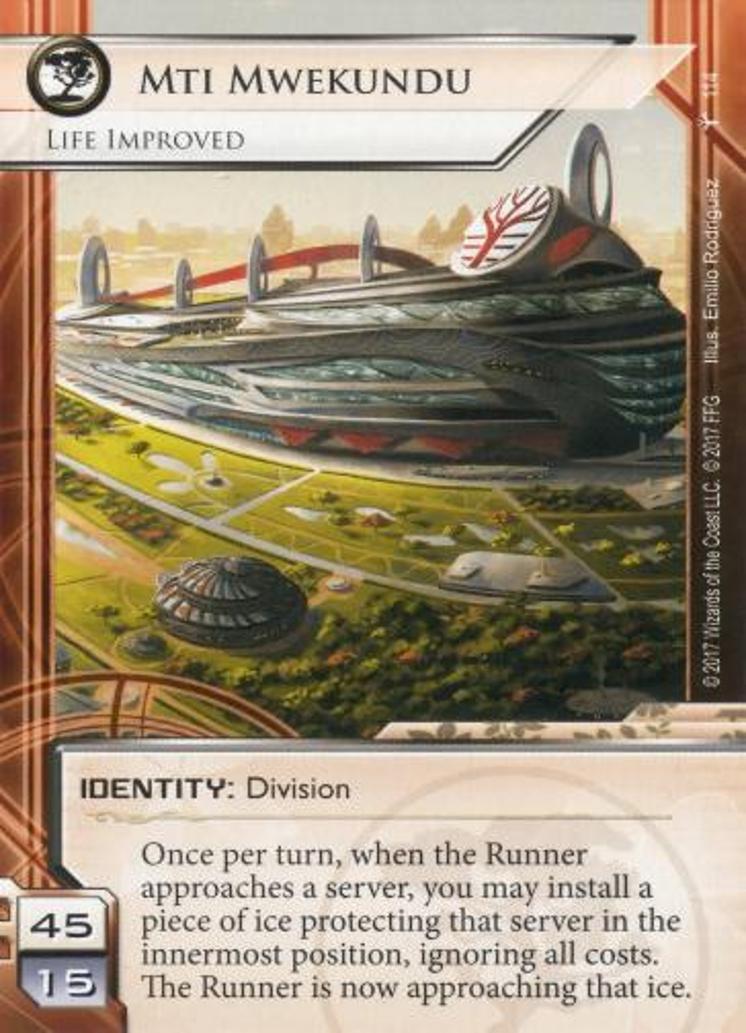 MTI MWEKUNDU
LIFE IMPROVED
114
Illus. Emilio Rodriguez
© 2017 Wizards of the Coast LLC. © 2017 FFG
IDENTITY: Division
Once per turn, when the Runner
approaches a server, you may install a
piece of ice protecting that server in the
innermost position, ignoring all costs.
The Runner is now approaching that ice.
45
15